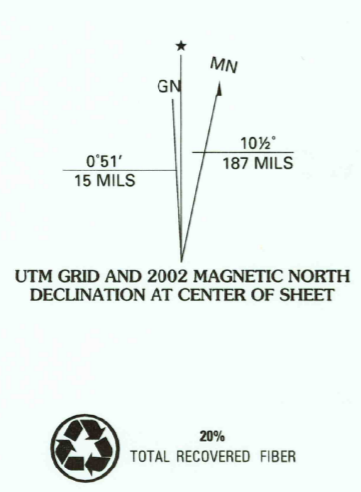 ★
MN
GN
0°51′
15 MILS
10½°
187 MILS
UTM GRID AND 2002 MAGNETIC NORTH
DECLINATION AT CENTER OF SHEET
20%
TOTAL RECOVERED FIBER